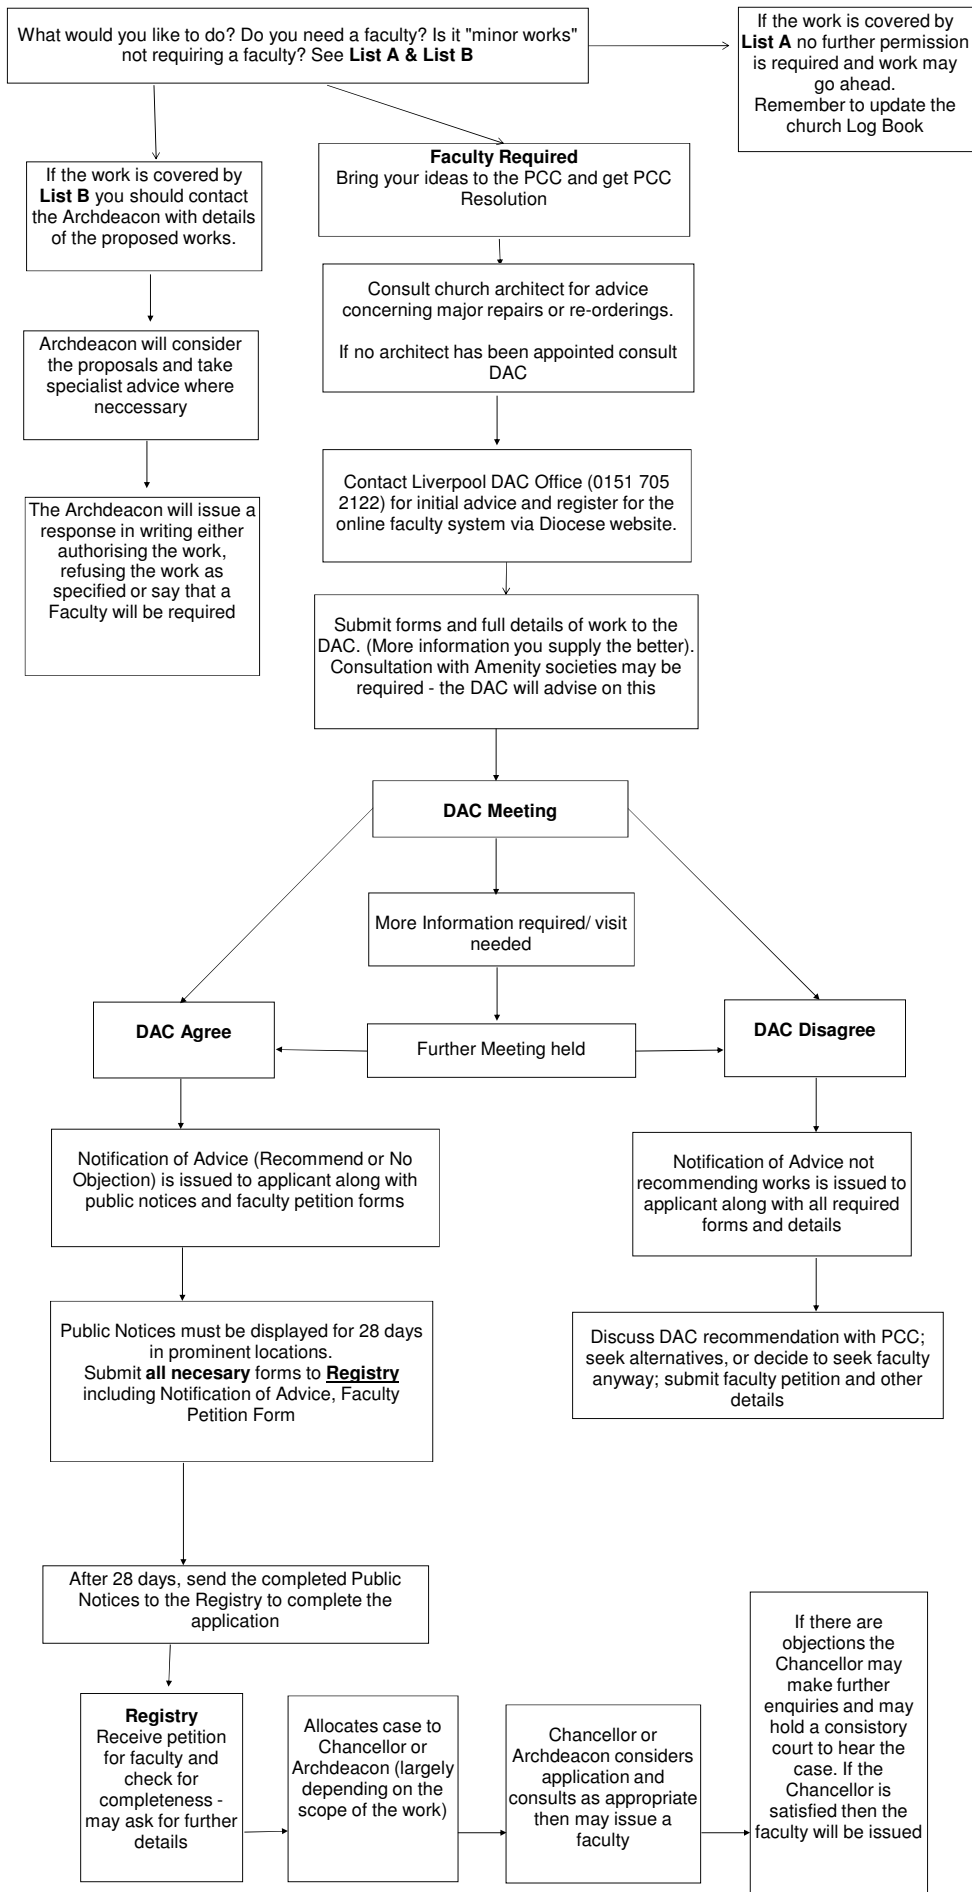 What would you like to do? Do you need a faculty? Is it "minor works"
not requiring a faculty? See List A & List B
If the work is covered by
List A no further permission
is required and work may
go ahead.
Remember to update the
church Log Book
If the work is covered by
List B you should contact
the Archdeacon with details
of the proposed works.
Faculty Required
Bring your ideas to the PCC and get PCC
Resolution
Consult church architect for advice
concerning major repairs or re-orderings.
If no architect has been appointed consult
DAC
Archdeacon will consider
the proposals and take
specialist advice where
neccessary
Contact Liverpool DAC Office (0151 705
2122) for initial advice and register for the
online faculty system via Diocese website.
The Archdeacon will issue a
response in writing either
authorising the work,
refusing the work as
specified or say that a
Faculty will be required
Submit forms and full details of work to the
DAC. (More information you supply the better).
Consultation with Amenity societies may be
required - the DAC will advise on this
DAC Meeting
More Information required/ visit
needed
DAC Agree
Further Meeting held
DAC Disagree
Notification of Advice (Recommend or No
Objection) is issued to applicant along with
public notices and faculty petition forms
Notification of Advice not
recommending works is issued to
applicant along with all required
forms and details
Public Notices must be displayed for 28 days
in prominent locations.
Submit all necesary forms to Registry
including Notification of Advice, Faculty
Petition Form
Discuss DAC recommendation with PCC;
seek alternatives, or decide to seek faculty
anyway; submit faculty petition and other
details
After 28 days, send the completed Public
Notices to the Registry to complete the
application
Registry
Receive petition
for faculty and
check for
completeness -
may ask for further
details
Allocates case to
Chancellor or
Archdeacon (largely
depending on the
scope of the work)
Chancellor or
Archdeacon considers
application and
consults as appropriate
then may issue a
faculty
If there are
objections the
Chancellor may
make further
enquiries and may
hold a consistory
court to hear the
case. If the
Chancellor is
satisfied then the
faculty will be issued